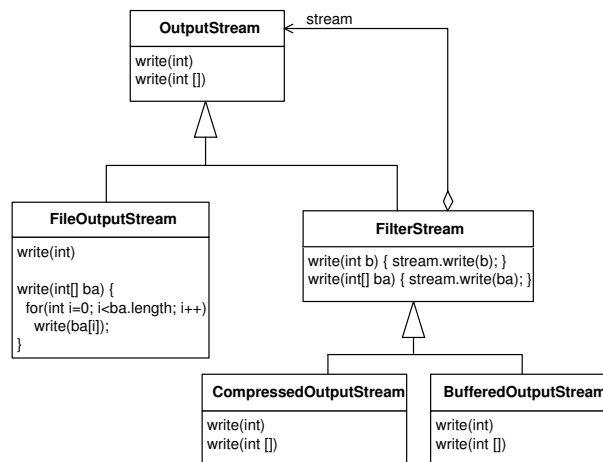 OutputStream
stream
write(int)
write(int [])
FileOutputStream
write(int)
write(int[] ba) {
for(int i=0; i<ba.length; i++)
write(ba[i]);
}
FilterStream
write(int b) { stream.write(b); }
write(int[] ba) { stream.write(ba); }
CompressedOutputStream
write(int)
write(int [])
BufferedOutputStream
write(int)
write(int [])